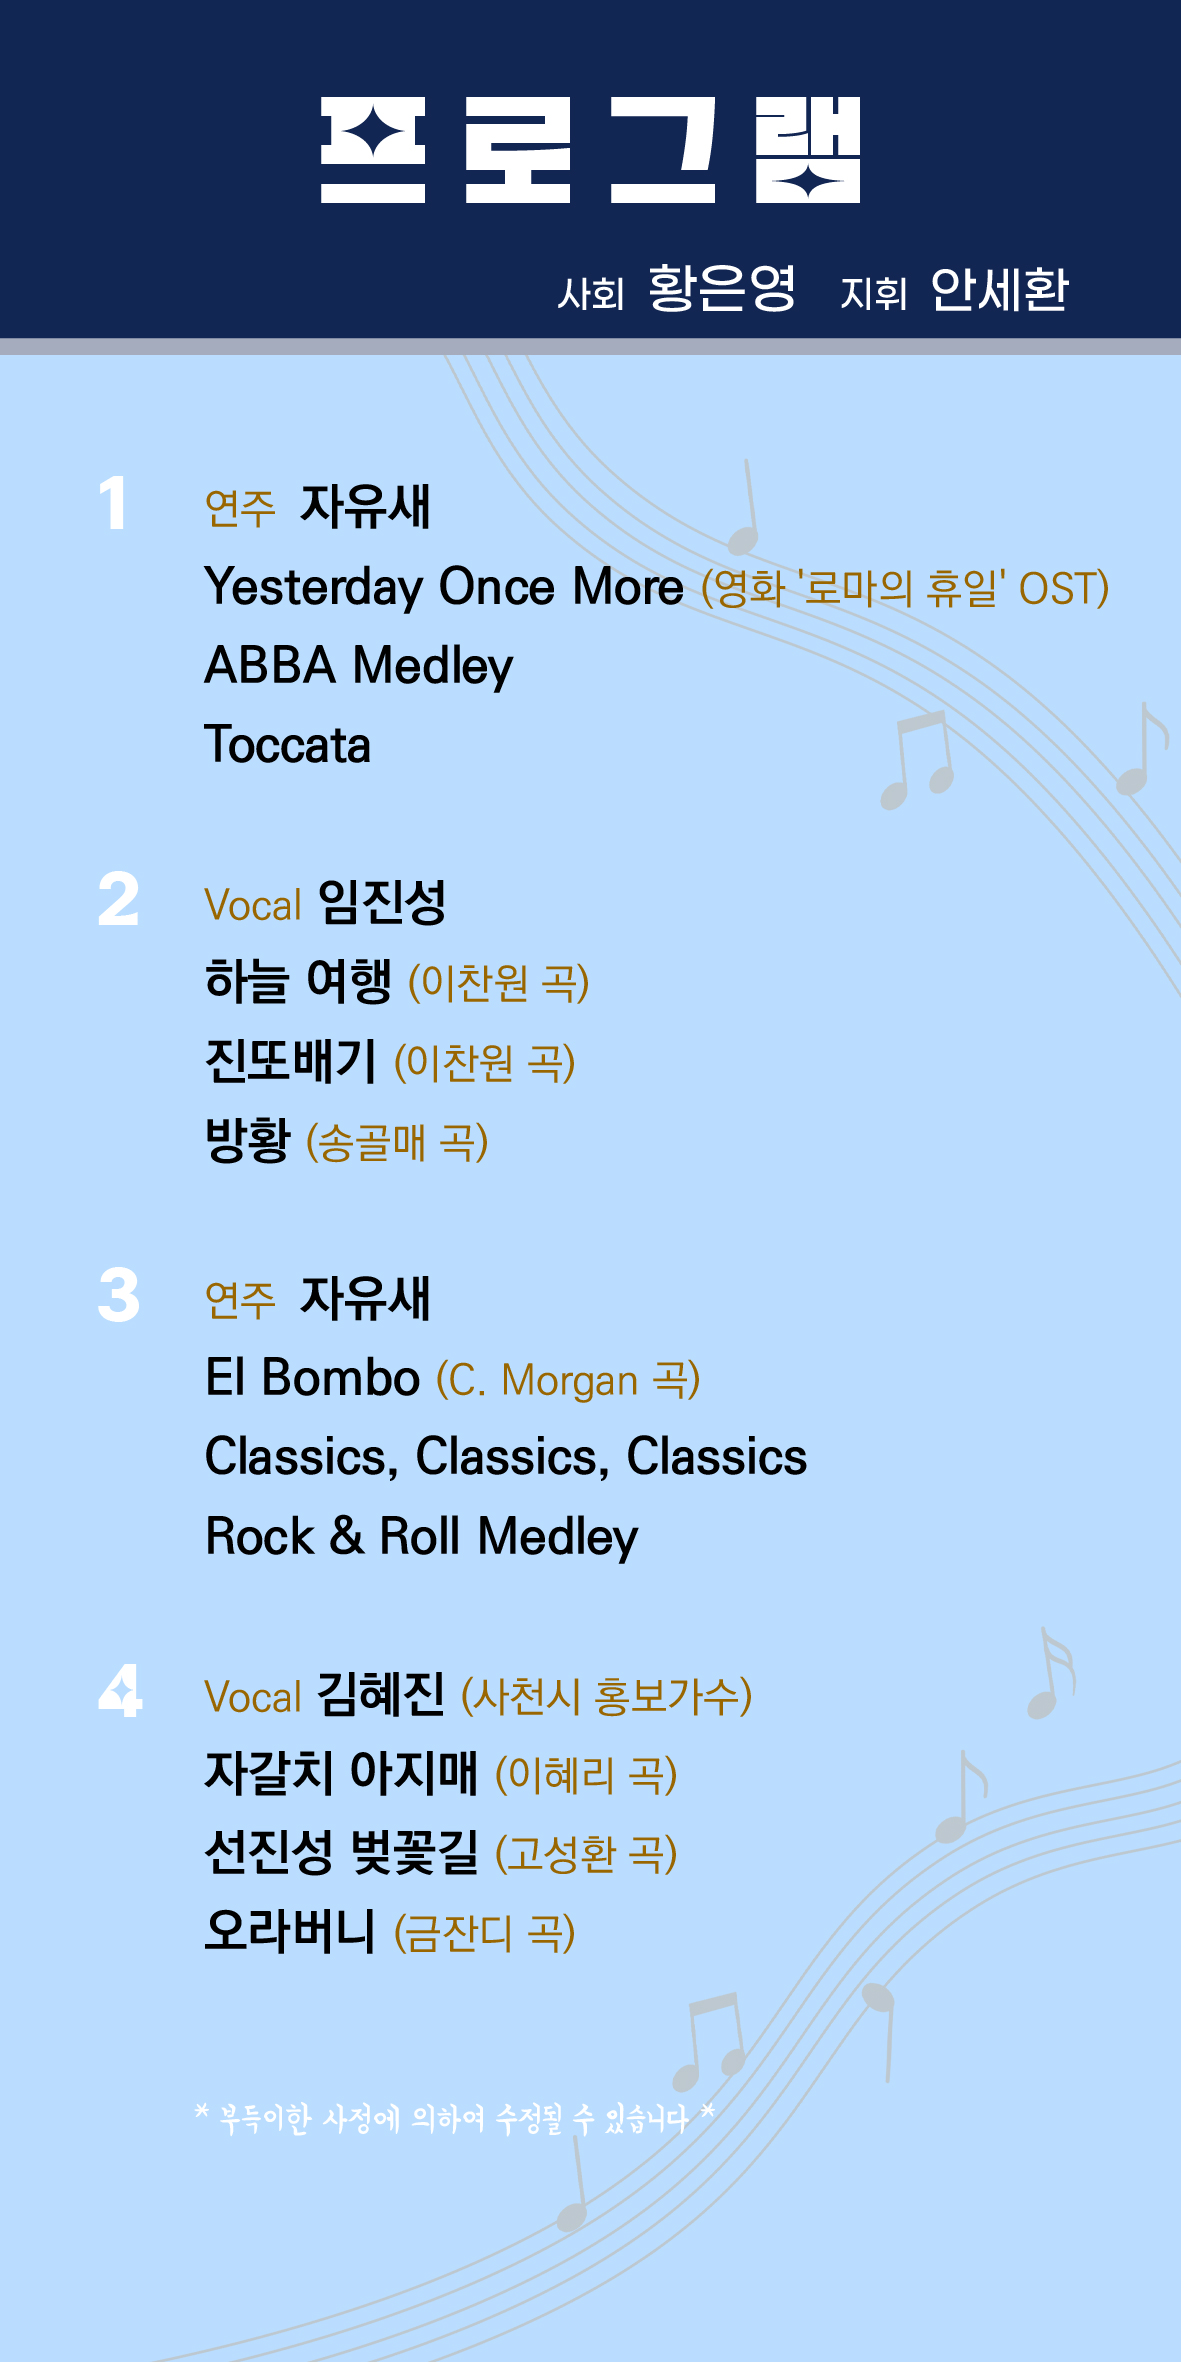 프로그램
사회 황은영 지휘 안세환
1 연주 자유새
Yesterday Once More (영화 '로마의 휴일' OST)
ABBA Medley
Toccata
2 Vocal 임진성
하늘 여행 (이찬원 곡)
진또배기 (이찬원 곡)
방황 (송골매 곡)
3 연주 자유새
El Bombo (C. Morgan 곡)
Classics, Classics, Classics
Rock & Roll Medley
4 Vocal 김혜진 (사천시 홍보가수)
자갈치 아지매 (이혜리 곡)
선진성 벚꽃길 (고성환 곡)
오라버니 (금잔디 곡)
* 부득이한 사정에 의하여 수정될 수 있습니다 *